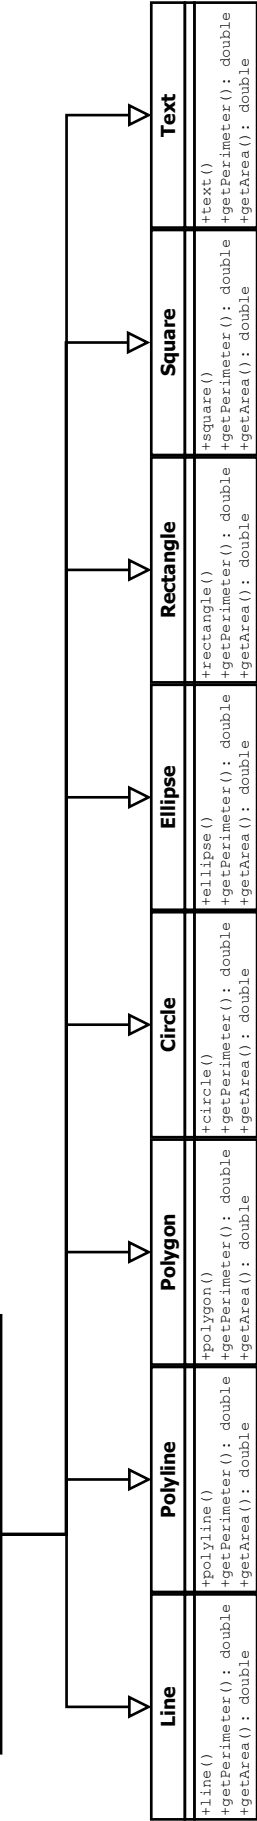 Line
+line()
+getPerimeter(): double
+getArea(): double
Polyline
+polyline()
+getPerimeter(): double
+getArea(): double
Polygon
+polygon()
+getPerimeter(): double
+getArea(): double
Circle
+circle()
+getPerimeter(): double
+getArea(): double
Ellipse
+ellipse()
+getPerimeter(): double
+getArea(): double
Rectangle
+rectangle()
+getPerimeter(): double
+getArea(): double
Square
+square()
+getPerimeter(): double
+getArea(): double
Text
+text()
+getPerimeter(): double
+getArea(): double